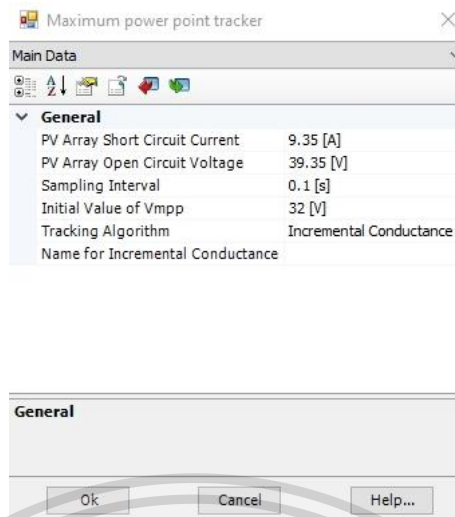 Maximum power point tracker
Main Data
General
PV Array Short Circuit Current 9.35 [A]
PV Array Open Circuit Voltage 39.35 [V]
Sampling Interval 0.1 [s]
Initial Value of Vmpp 32 [V]
Tracking Algorithm Incremental Conductance
Name for Incremental Conductance
General
Ok Cancel Help...